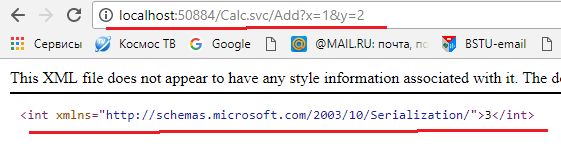 localhost:50884/Calc.svc/Add?x=1&y=2
Сервисы Космос ТВ Google @MAIL.RU: почта, по BSTU-email
This XML file does not appear to have any style information associated with it. The do
<int xmlns="http://schemas.microsoft.com/2003/10/Serialization/">3</int>